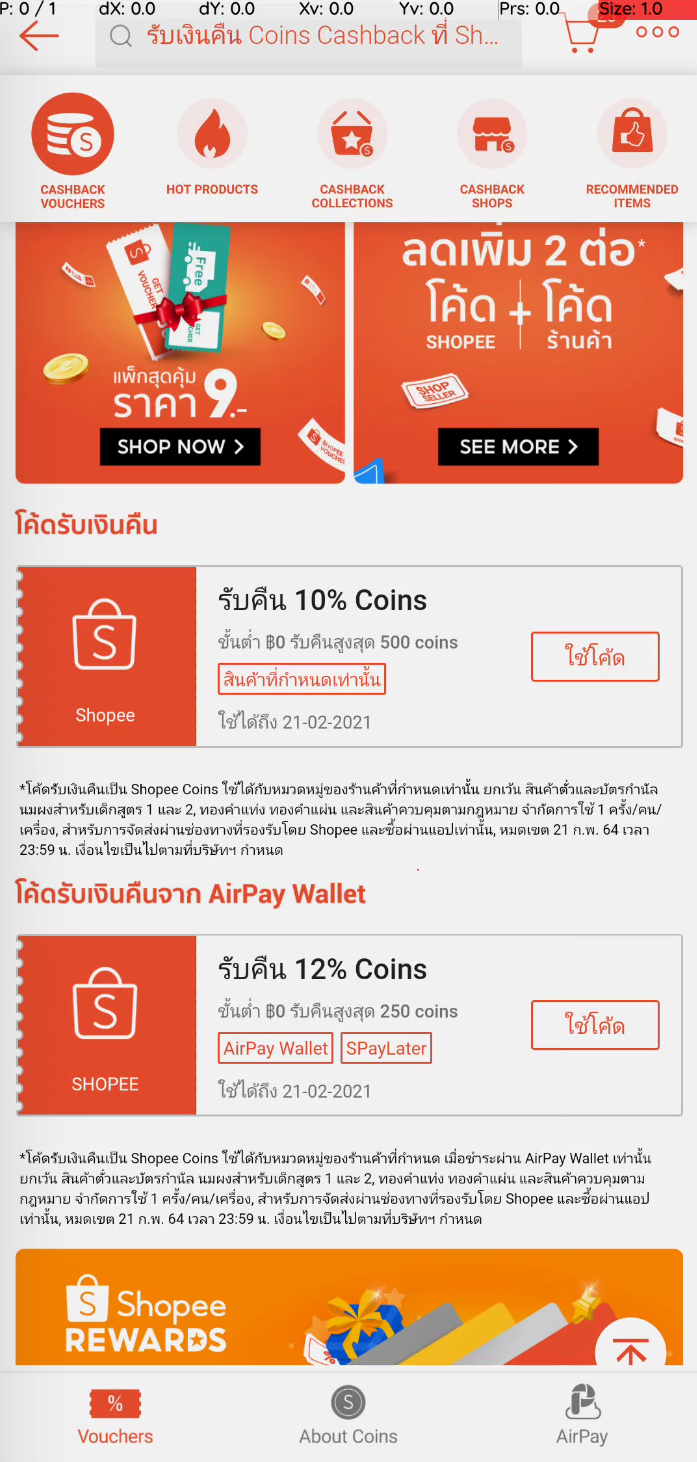 P: 0 / 1 dX: 0.0 dY: 0.0 Xv: 0.0 Yv: 0.0 Prs: 0.0 Size: 1.0
รับเงินคืน Coins Cashback ที่ Sh...
CASHBACK VOUCHERS
HOT PRODUCTS
CASHBACK COLLECTIONS
CASHBACK SHOPS
RECOMMENDED ITEMS
GET VOUCHER
Free
แพ็กสุดคุ้ม
ราคา 9.-
SHOP NOW >
ลดเพิ่ม 2 ต่อ*
โค้ด + โค้ด
SHOPEE ร้านค้า
SHOP SELLER
SEE MORE >
โค้ดรับเงินคืน
Shopee
รับคืน 10% Coins
ขั้นต่ำ ฿0 รับคืนสูงสุด 500 coins
สินค้าที่กำหนดเท่านั้น
ใช้ได้ถึง 21-02-2021
ใช้โค้ด
*โค้ดรับเงินคืนเป็น Shopee Coins ใช้ได้กับหมวดหมู่ของร้านค้าที่กำหนดเท่านั้น ยกเว้น สินค้าตั๋วและบัตรกำนัล
นมผงสำหรับเด็กสูตร 1 และ 2, ทองคำแท่ง ทองคำแผ่น และสินค้าควบคุมตามกฎหมาย จำกัดการใช้ 1 ครั้ง/คน/
เครื่อง, สำหรับการจัดส่งผ่านช่องทางที่รองรับโดย Shopee และซื้อผ่านแอปเท่านั้น, หมดเขต 21 ก.พ. 64 เวลา
23:59 น. เงื่อนไขเป็นไปตามที่บริษัทฯ กำหนด
โค้ดรับเงินคืนจาก AirPay Wallet
SHOPEE
รับคืน 12% Coins
ขั้นต่ำ ฿0 รับคืนสูงสุด 250 coins
AirPay Wallet SPayLater
ใช้ได้ถึง 21-02-2021
ใช้โค้ด
*โค้ดรับเงินคืนเป็น Shopee Coins ใช้ได้กับหมวดหมู่ของร้านค้าที่กำหนด เมื่อชำระผ่าน AirPay Wallet เท่านั้น
ยกเว้น สินค้าตั๋วและบัตรกำนัล นมผงสำหรับเด็กสูตร 1 และ 2, ทองคำแท่ง ทองคำแผ่น และสินค้าควบคุมตาม
กฎหมาย จำกัดการใช้ 1 ครั้ง/คน/เครื่อง, สำหรับการจัดส่งผ่านช่องทางที่รองรับโดย Shopee และซื้อผ่านแอป
เท่านั้น, หมดเขต 21 ก.พ. 64 เวลา 23:59 น. เงื่อนไขเป็นไปตามที่บริษัทฯ กำหนด
Shopee
REWARDS
Vouchers
About Coins
AirPay